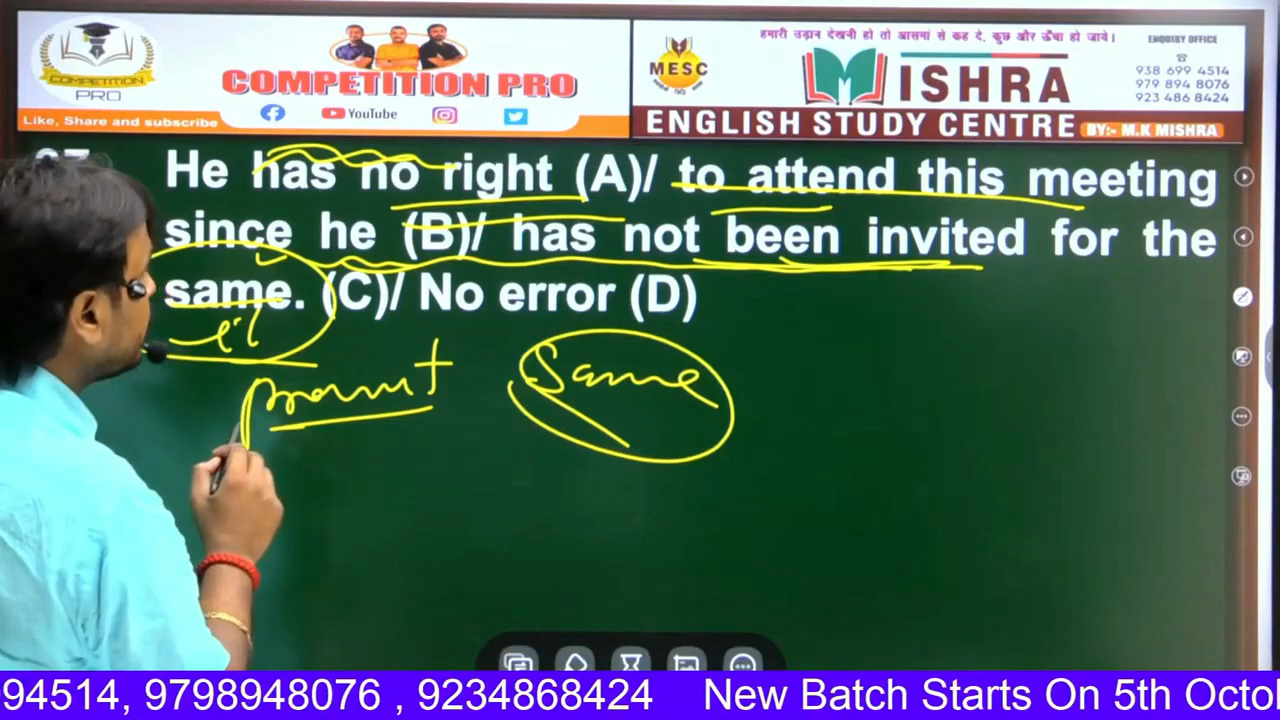 COMPETITION
PRO
COMPETITION PRO
Like, Share and subscribe
YouTube
हमारी उड़ान देखनी हो तो आसमां से कह दे, कुछ और ऊँचा हो जाये।
MESC
MISHRA
ENQUIRY OFFICE
938 699 4514
979 894 8076
923 486 8424
ENGLISH STUDY CENTRE BY:- M.K MISHRA
He has no right (A)/ to attend this meeting
since he (B)/ has not been invited for the
same. (C)/ No error (D)
it
Same
94514, 9798948076 , 9234868424 New Batch Starts On 5th Octo